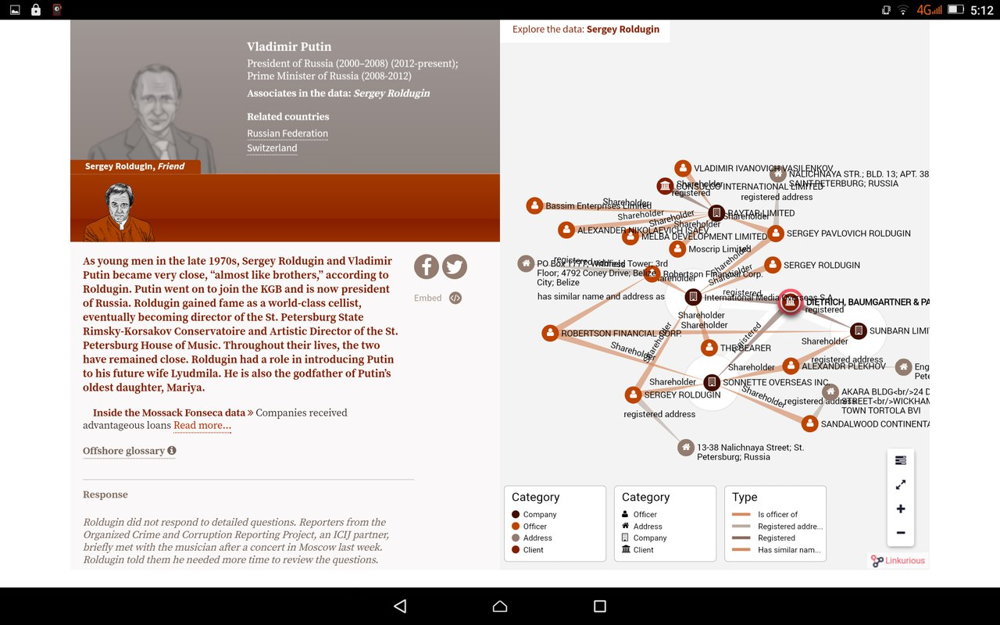 4G
5:12
Vladimir Putin
President of Russia (2000–2008) (2012-present);
Prime Minister of Russia (2008-2012)
Associates in the data: Sergey Roldugin
Related countries
Russian Federation
Switzerland
Sergey Roldugin, Friend
As young men in the late 1970s, Sergey Roldugin and Vladimir
Putin became very close, “almost like brothers,” according to
Roldugin. Putin went on to join the KGB and is now president
of Russia. Roldugin gained fame as a world-class cellist,
eventually becoming director of the St. Petersburg State
Rimsky-Korsakov Conservatoire and Artistic Director of the St.
Petersburg House of Music. Throughout their lives, the two
have remained close. Roldugin had a role in introducing Putin
to his future wife Lyudmila. He is also the godfather of Putin’s
oldest daughter, Mariya.
Embed
Inside the Mossack Fonseca data » Companies received
advantageous loans Read more...
Offshore glossary
Response
Roldugin did not respond to detailed questions. Reporters from the
Organized Crime and Corruption Reporting Project, an ICIJ partner,
briefly met with the musician after a concert in Moscow last week.
Roldugin told them he needed more time to review the questions.
Explore the data: Sergey Roldugin
VLADIMIR IVANOVICH VASILENKOV
NALICHNAYA STR.; BLD. 13; APT. 38
SAINT PETERBURG; RUSSIA
Shareholder
CONSULCO INTERNATIONAL LIMITED
registered
registered address
Shareholder
Bassim Enterprises Limited
Shareholder
Shareholder
RAYTAR LIMITED
Shareholder
Shareholder
ALEXANDER NIKOLAEVICH ISAEV
MELBA DEVELOPMENT LIMITED
SERGEY PAVLOVICH ROLDUGIN
Moscrip Limited
Shareholder
registered address
PO Box 1777; Withfield Tower; 3rd
Floor; 4792 Coney Drive; Belize
City; Belize
SERGEY ROLDUGIN
Robertson Financial Corp.
Shareholder
Shareholder
registered
has similar name and address as
International Media Overseas S.A.
DIETRICH, BAUMGARTNER & PA
registered
Shareholder
Shareholder
Shareholder
registered
ROBERTSON FINANCIAL CORP.
SUNBARN LIMI
Shareholder
Shareholder
THE BEARER
registered address
Shareholder
ALEXANDR PLEKHOV
Eng
Pete
Shareholder
SONNETTE OVERSEAS INC.
SERGEY ROLDUGIN
Shareholder
registered address
AKARA BLDG<br/>24 D
STREET<br/>WICKHAM
TOWN TORTOLA BVI
registered address
SANDALWOOD CONTINENTA
13-38 Nalichnaya Street; St.
Petersburg; Russia
Category
Company
Officer
Address
Client
Category
Officer
Address
Company
Client
Type
Is officer of
Registered addre...
Registered
Has similar nam...
Linkurious